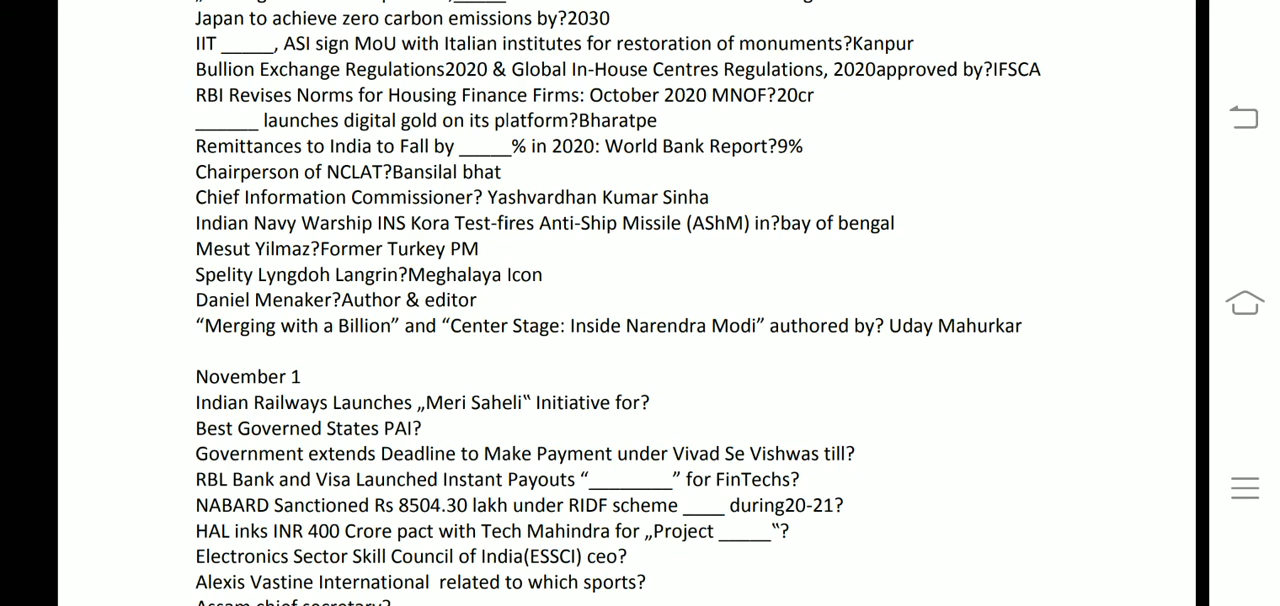 Japan to achieve zero carbon emissions by?2030
IIT _____, ASI sign MoU with Italian institutes for restoration of monuments?Kanpur
Bullion Exchange Regulations2020 & Global In-House Centres Regulations, 2020approved by?IFSCA
RBI Revises Norms for Housing Finance Firms: October 2020 MNOF?20cr
______ launches digital gold on its platform?Bharatpe
Remittances to India to Fall by _____% in 2020: World Bank Report?9%
Chairperson of NCLAT?Bansilal bhat
Chief Information Commissioner? Yashvardhan Kumar Sinha
Indian Navy Warship INS Kora Test-fires Anti-Ship Missile (AShM) in?bay of bengal
Mesut Yilmaz?Former Turkey PM
Spelity Lyngdoh Langrin?Meghalaya Icon
Daniel Menaker?Author & editor
“Merging with a Billion” and “Center Stage: Inside Narendra Modi” authored by? Uday Mahurkar
November 1
Indian Railways Launches „Meri Saheli‟ Initiative for?
Best Governed States PAI?
Government extends Deadline to Make Payment under Vivad Se Vishwas till?
RBL Bank and Visa Launched Instant Payouts “________” for FinTechs?
NABARD Sanctioned Rs 8504.30 lakh under RIDF scheme ____ during20-21?
HAL inks INR 400 Crore pact with Tech Mahindra for „Project _____‟?
Electronics Sector Skill Council of India(ESSCI) ceo?
Alexis Vastine International  related to which sports?
Assam chief secretary?